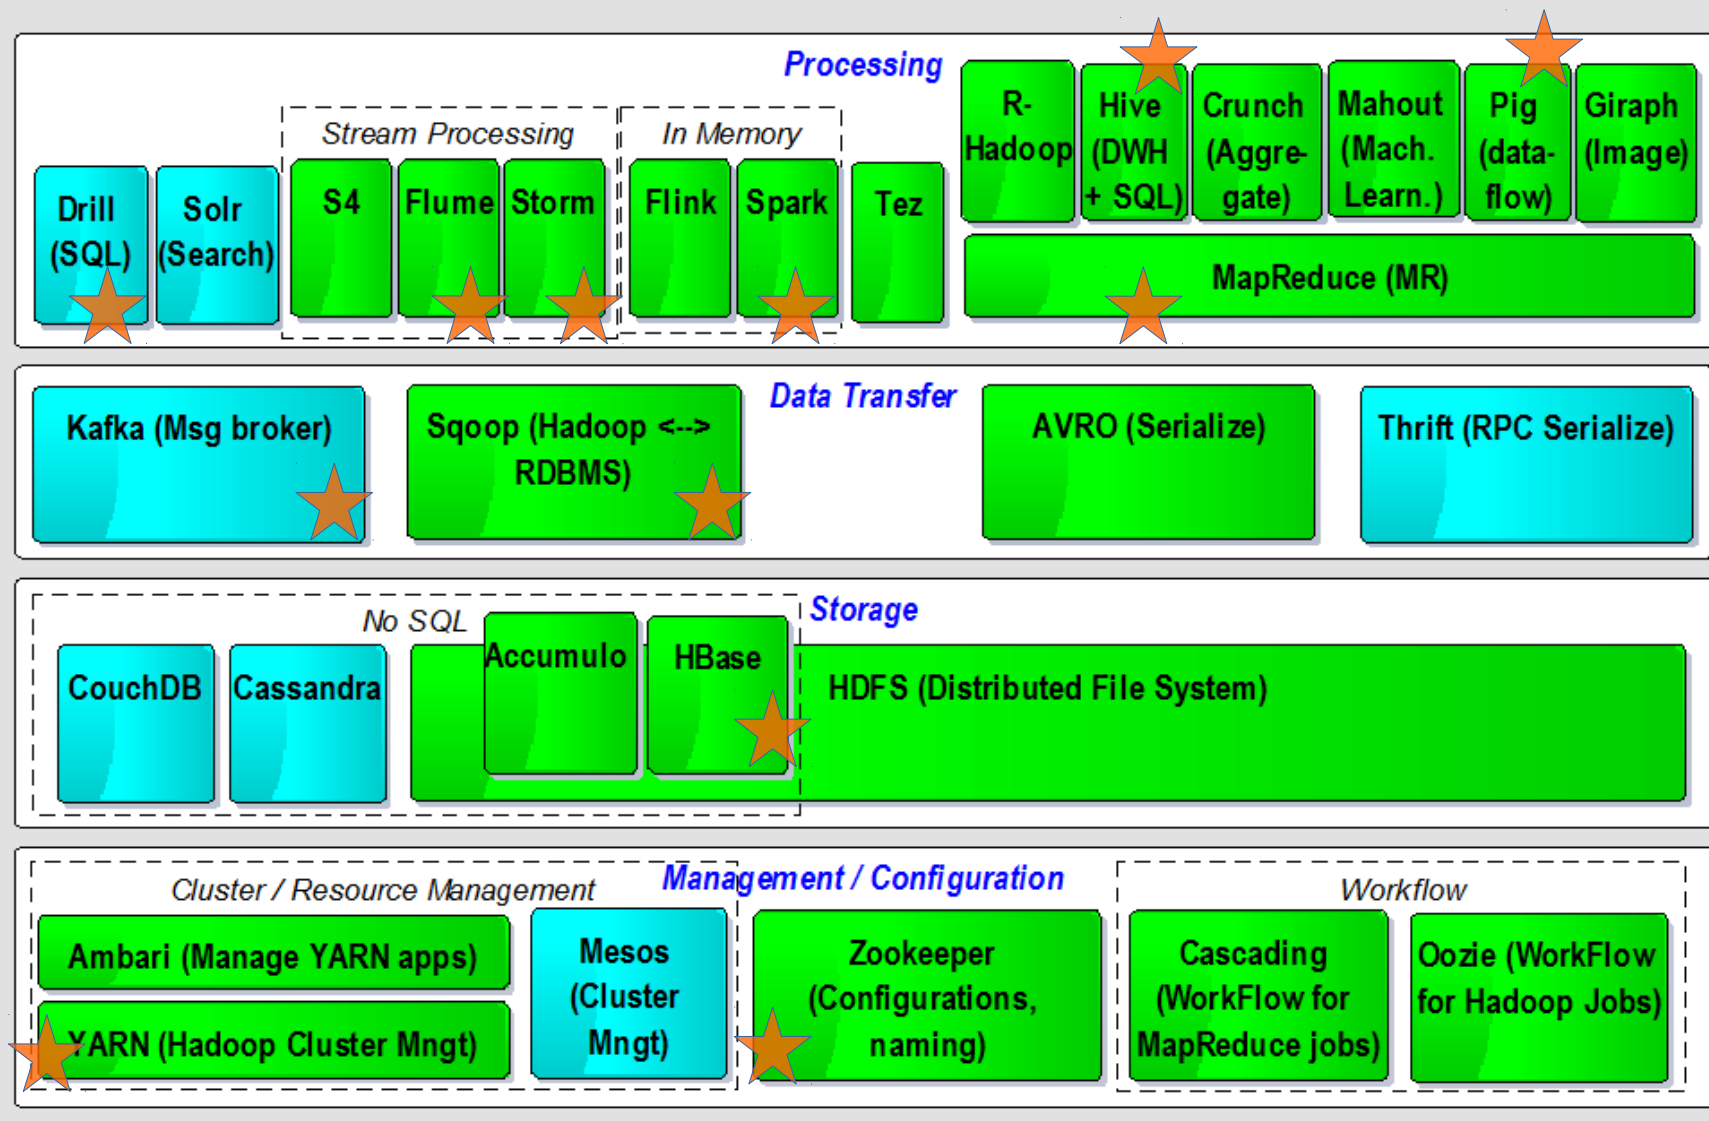 Processing
Stream Processing
In Memory
Drill
(SQL)
Solr
(Search)
S4
Flume
Storm
Flink
Spark
Tez
R-
Hadoop
Hive
(DWH
+ SQL)
Crunch
(Aggre-
gate)
Mahout
(Mach.
Learn.)
Pig
(data-
flow)
Giraph
(Image)
MapReduce (MR)
Data Transfer
Kafka (Msg broker)
Sqoop (Hadoop <-->
RDBMS)
AVRO (Serialize)
Thrift (RPC Serialize)
Storage
No SQL
CouchDB
Cassandra
Accumulo
HBase
HDFS (Distributed File System)
Management / Configuration
Cluster / Resource Management
Ambari (Manage YARN apps)
YARN (Hadoop Cluster Mngt)
Mesos
(Cluster
Mngt)
Zookeeper
(Configurations,
naming)
Workflow
Cascading
(WorkFlow for
MapReduce jobs)
Oozie (WorkFlow
for Hadoop Jobs)